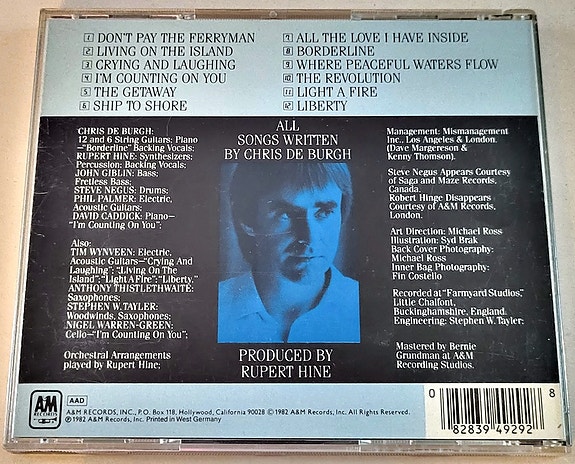 1 DON'T PAY THE FERRYMAN
2 LIVING ON THE ISLAND
3 CRYING AND LAUGHING
4 I'M COUNTING ON YOU
5 THE GETAWAY
6 SHIP TO SHORE
7 ALL THE LOVE I HAVE INSIDE
8 BORDERLINE
9 WHERE PEACEFUL WATERS FLOW
10 THE REVOLUTION
11 LIGHT A FIRE
12 LIBERTY
CHRIS DE BURGH:
12 and 6 String Guitars: Piano
–"Borderline" Backing Vocals:
RUPERT HINE: Synthesizers;
Percussion: Backing Vocals;
JOHN GIBLIN: Bass;
Fretless Bass;
STEVE NEGUS: Drums;
PHIL PALMER: Electric,
Acoustic Guitars;
DAVID CADDICK: Piano–
"I'm Counting On You";
Also:
TIM WYNVEEN: Electric,
Acoustic Guitars–"Crying And
Laughing": "Living On The
Island": "Light A Fire": "Liberty,"
ANTHONY THISTLETHWAITE:
Saxophones;
STEPHEN W. TAYLER:
Woodwinds, Saxophones;
NIGEL WARREN-GREEN:
Cello–"I'm Counting On You";
Orchestral Arrangements
played by Rupert Hine;
ALL
SONGS WRITTEN
BY CHRIS DE BURGH
PRODUCED BY
RUPERT HINE
Management: Mismanagement
Inc., Los Angeles & London.
(Dave Margereson &
Kenny Thomson).
Steve Negus Appears Courtesy
of Saga and Maze Records,
Canada.
Robert Hinge Disappears
Courtesy of A&M Records,
London.
Art Direction: Michael Ross
Illustration: Syd Brak
Back Cover Photography:
Michael Ross
Inner Bag Photography:
Fin Costello
Recorded at "Farmyard Studios,"
Little Chalfont,
Buckinghamshire, England.
Engineering: Stephen W. Tayler;
Mastered by Bernie
Grundman at A&M
Recording Studios.
A&M
RECORDS
AAD
A&M RECORDS, INC., P.O. Box 118, Hollywood, California 90028 © 1982 A&M Records, Inc. All Rights Reserved.
℗ 1982 A&M Records, Inc. Printed in West Germany
0 82839 49292 8